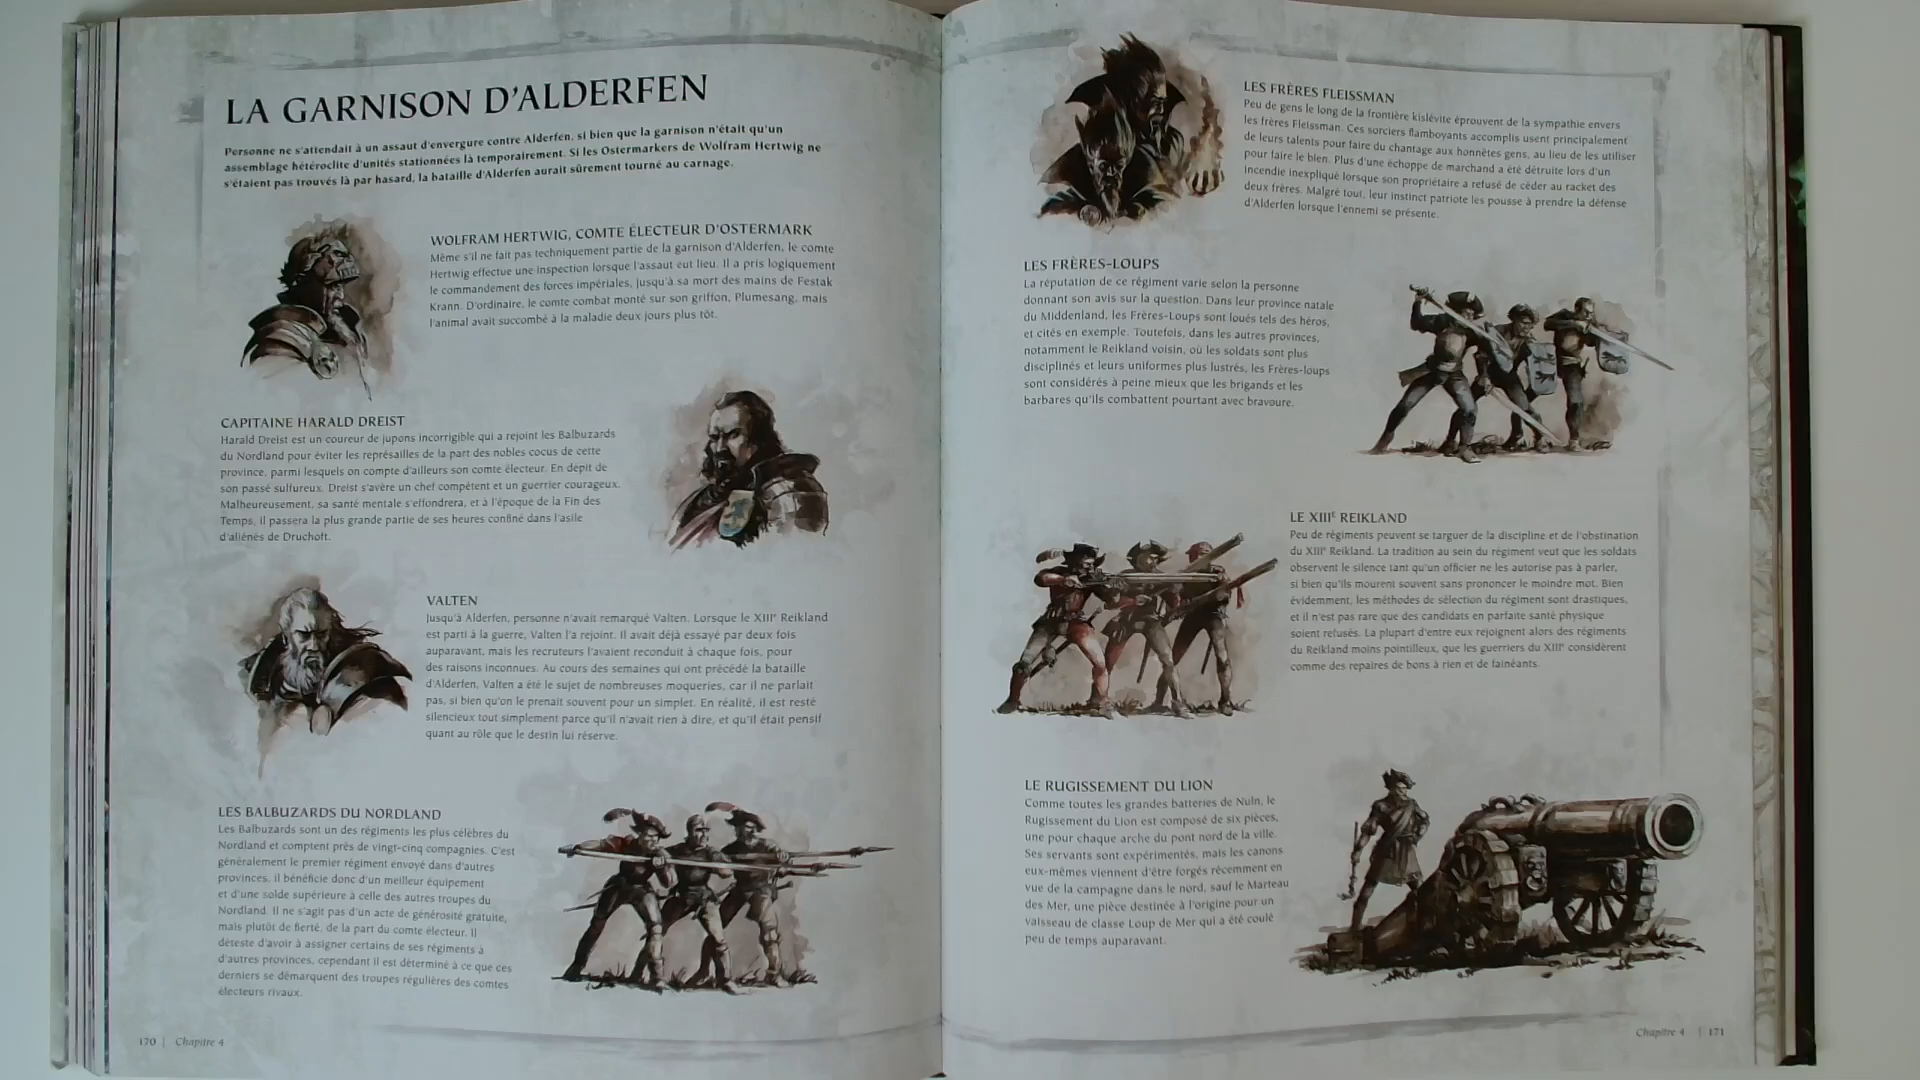 LA GARNISON D'ALDERFEN
Personne ne s'attendait à un assaut d'envergure contre Alderfen, si bien que la garnison n'était qu'un
assemblage hétéroclite d'unités stationnées là temporairement. Si les Ostermarkers de Wolfram Hertwig ne
s'étaient pas trouvés là par hasard, la bataille d'Alderfen aurait sûrement tourné au carnage.
WOLFRAM HERTWIG, COMTE ÉLECTEUR D'OSTERMARK
Même s'il ne fait pas techniquement partie de la garnison d'Alderfen, le comte
Hertwig effectue une inspection lorsque l'assaut eut lieu. Il a pris logiquement
le commandement des forces impériales, jusqu'à sa mort des mains de Festak
Krann. D'ordinaire, le comte combat monté sur son griffon, Plumesang, mais
l'animal avait succombé à la maladie deux jours plus tôt.
CAPITAINE HARALD DREIST
Harald Dreist est un coureur de jupons incorrigible qui a rejoint les Balbuzards
du Nordland pour éviter les représailles de la part des nobles cocus de cette
province, parmi lesquels on compte d'ailleurs son comte électeur. En dépit de
son passé sulfureux, Dreist s'avère un chef compétent et un guerrier courageux.
Malheureusement, sa santé mentale s'effondrera, et à l'époque de la Fin des
Temps, il passera la plus grande partie de ses heures confiné dans l'asile
d'aliénés de Druchoft.
VALTEN
Jusqu'à Alderfen, personne n'avait remarqué Valten. Lorsque le XIIIe Reikland
est parti à la guerre, Valten l'a rejoint. Il avait déjà essayé par deux fois
auparavant, mais les recruteurs l'avaient reconduit à chaque fois, pour
des raisons inconnues. Au cours des semaines qui ont précédé la bataille
d'Alderfen, Valten a été le sujet de nombreuses moqueries, car il ne parlait
pas, si bien qu'on le prenait souvent pour un simplet. En réalité, il est resté
silencieux tout simplement parce qu'il n'avait rien à dire, et qu'il était pensif
quant au rôle que le destin lui réserve.
LES BALBUZARDS DU NORDLAND
Les Balbuzards sont un des régiments les plus célèbres du
Nordland et comptent près de vingt-cinq compagnies. C'est
généralement le premier régiment envoyé dans d'autres
provinces, il bénéficie donc d'un meilleur équipement
et d'une solde supérieure à celle des autres troupes du
Nordland. Il ne s'agit pas d'un acte de générosité gratuite,
mais plutôt de fierté, de la part du comte électeur. Il
déteste d'avoir à assigner certains de ses régiments à
d'autres provinces, cependant il est déterminé à ce que ces
derniers se démarquent des troupes régulières des comtes
électeurs rivaux.
170 | Chapitre 4
LES FRÈRES FLEISSMAN
Peu de gens le long de la frontière kislévite éprouvent de la sympathie envers
les frères Fleissman. Ces sorciers flamboyants accomplis usent principalement
de leurs talents pour faire du chantage aux honnêtes gens, au lieu de les utiliser
pour faire le bien. Plus d'une échoppe de marchand a été détruite lors d'un
incendie inexpliqué lorsque son propriétaire a refusé de céder au racket des
deux frères. Malgré tout, leur instinct patriote les pousse à prendre la défense
d'Alderfen lorsque l'ennemi se présente.
LES FRÈRES-LOUPS
La réputation de ce régiment varie selon la personne
donnant son avis sur la question. Dans leur province natale
du Middenland, les Frères-Loups sont loués tels des héros,
et cités en exemple. Toutefois, dans les autres provinces,
notamment le Reikland voisin, où les soldats sont plus
disciplinés et leurs uniformes plus lustrés, les Frères-loups
sont considérés à peine mieux que les brigands et les
barbares qu'ils combattent pourtant avec bravoure.
LE XIIIE REIKLAND
Peu de régiments peuvent se targuer de la discipline et de l'obstination
du XIIIe Reikland. La tradition au sein du régiment veut que les soldats
observent le silence tant qu'un officier ne les autorise pas à parler,
si bien qu'ils mourent souvent sans prononcer le moindre mot. Bien
évidemment, les méthodes de sélection du régiment sont drastiques,
et il n'est pas rare que des candidats en parfaite santé physique
soient refusés. La plupart d'entre eux rejoignent alors des régiments
du Reikland moins pointilleux, que les guerriers du XIIIe considèrent
comme des repaires de bons à rien et de fainéants.
LE RUGISSEMENT DU LION
Comme toutes les grandes batteries de Nuln, le
Rugissement du Lion est composé de six pièces,
une pour chaque arche du pont nord de la ville.
Ses servants sont expérimentés, mais les canons
eux-mêmes viennent d'être forgés récemment en
vue de la campagne dans le nord, sauf le Marteau
des Mer, une pièce destinée à l'origine pour un
vaisseau de classe Loup de Mer qui a été coulé
peu de temps auparavant.
Chapitre 4 | 171